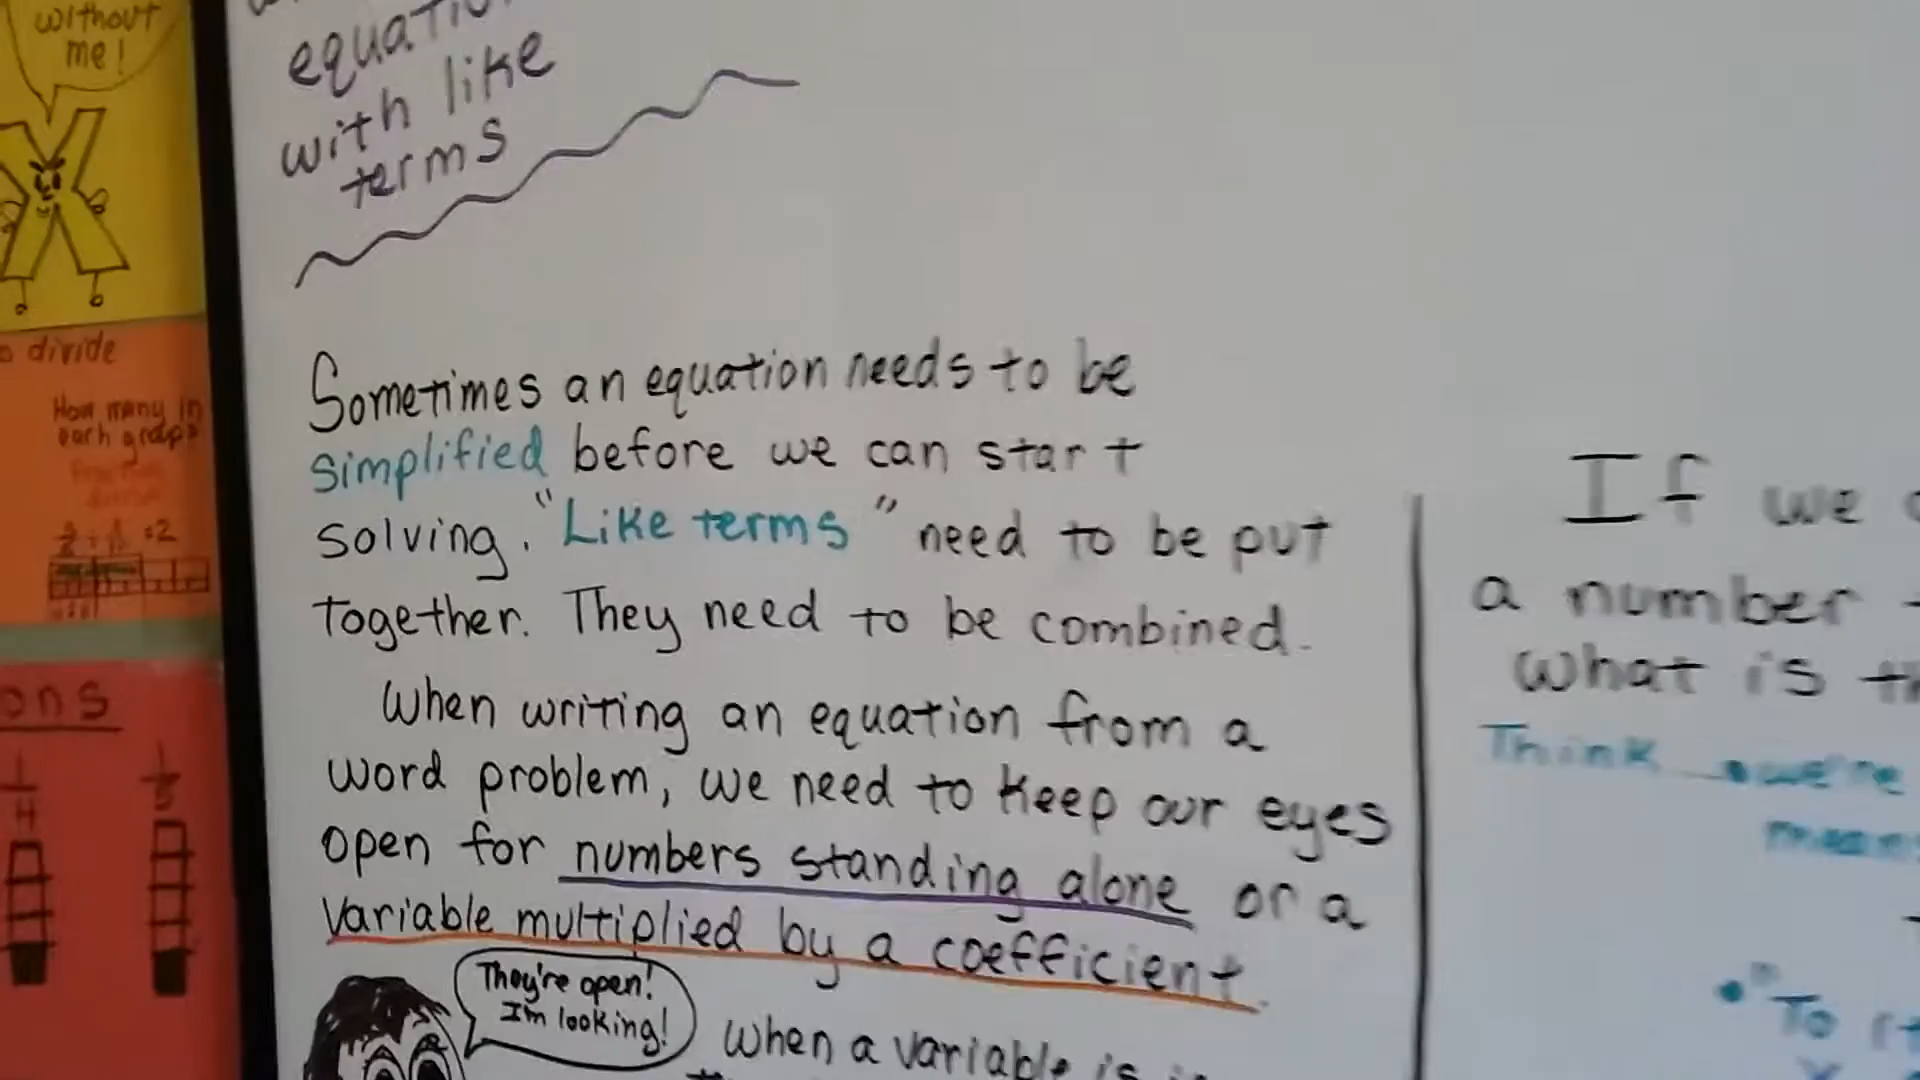 without
me!
with like
terms
Sometimes an equation needs to be
simplified before we can start
solving. "Like terms" need to be put
together. They need to be combined.
When writing an equation from a
word problem, we need to keep our eyes
open for numbers standing alone or a
variable multiplied by a coefficient.
They're open!
I'm looking!
When a variable is
If we
a number
what is
Think we're
To
divide
How many in
each group?